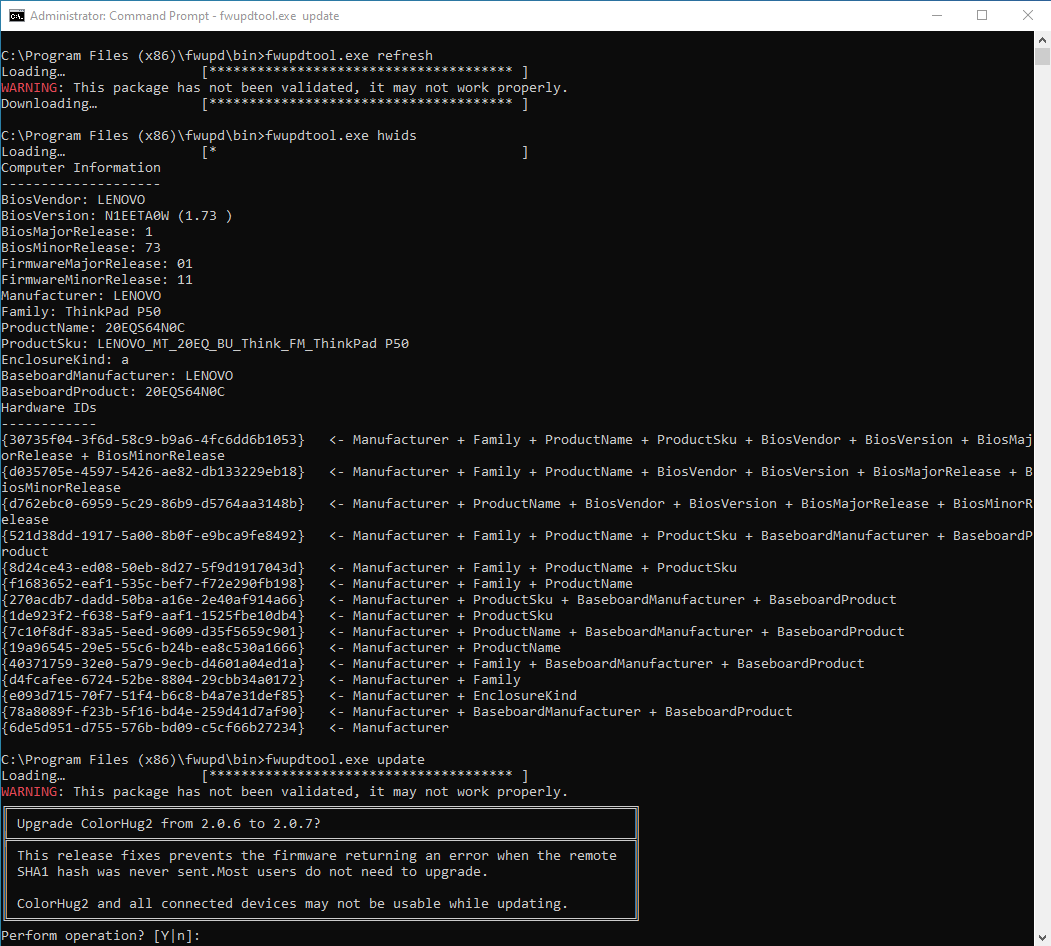 Administrator: Command Prompt - fwupdtool.exe update
C:\Program Files (x86)\fwupd\bin>fwupdtool.exe refresh
Loading… [************************************** ]
WARNING: This package has not been validated, it may not work properly.
Downloading… [************************************** ]
C:\Program Files (x86)\fwupd\bin>fwupdtool.exe hwids
Loading… [* ]
Computer Information
--------------------
BiosVendor: LENOVO
BiosVersion: N1EETA0W (1.73 )
BiosMajorRelease: 1
BiosMinorRelease: 73
FirmwareMajorRelease: 01
FirmwareMinorRelease: 11
Manufacturer: LENOVO
Family: ThinkPad P50
ProductName: 20EQS64N0C
ProductSku: LENOVO_MT_20EQ_BU_Think_FM_ThinkPad P50
EnclosureKind: a
BaseboardManufacturer: LENOVO
BaseboardProduct: 20EQS64N0C
Hardware IDs
------------
{30735f04-3f6d-58c9-b9a6-4fc6dd6b1053} <- Manufacturer + Family + ProductName + ProductSku + BiosVendor + BiosVersion + BiosMaj
orRelease + BiosMinorRelease
{d035705e-4597-5426-ae82-db133229eb18} <- Manufacturer + Family + ProductName + BiosVendor + BiosVersion + BiosMajorRelease + B
iosMinorRelease
{d762ebc0-6959-5c29-86b9-d5764aa3148b} <- Manufacturer + ProductName + BiosVendor + BiosVersion + BiosMajorRelease + BiosMinorR
elease
{521d38dd-1917-5a00-8b0f-e9bca9fe8492} <- Manufacturer + Family + ProductName + ProductSku + BaseboardManufacturer + BaseboardP
roduct
{8d24ce43-ed08-50eb-8d27-5f9d1917043d} <- Manufacturer + Family + ProductName + ProductSku
{f1683652-eaf1-535c-bef7-f72e290fb198} <- Manufacturer + Family + ProductName
{270acdb7-dadd-50ba-a16e-2e40af914a66} <- Manufacturer + ProductSku + BaseboardManufacturer + BaseboardProduct
{1de923f2-f638-5af9-aaf1-1525fbe10db4} <- Manufacturer + ProductSku
{7c10f8df-83a5-5eed-9609-d35f5659c901} <- Manufacturer + ProductName + BaseboardManufacturer + BaseboardProduct
{19a96545-29e5-55c6-b24b-ea8c530a1666} <- Manufacturer + ProductName
{40371759-32e0-5a79-9ecb-d4601a04ed1a} <- Manufacturer + Family + BaseboardManufacturer + BaseboardProduct
{d4fcafee-6724-52be-8804-29cbb34a0172} <- Manufacturer + Family
{e093d715-70f7-51f4-b6c8-b4a7e31def85} <- Manufacturer + EnclosureKind
{78a8089f-f23b-5f16-bd4e-259d41d7af90} <- Manufacturer + BaseboardManufacturer + BaseboardProduct
{6de5d951-d755-576b-bd09-c5cf66b27234} <- Manufacturer
C:\Program Files (x86)\fwupd\bin>fwupdtool.exe update
Loading… [************************************** ]
WARNING: This package has not been validated, it may not work properly.
Upgrade ColorHug2 from 2.0.6 to 2.0.7?
This release fixes prevents the firmware returning an error when the remote
SHA1 hash was never sent.Most users do not need to upgrade.
ColorHug2 and all connected devices may not be usable while updating.
Perform operation? [Y|n]: